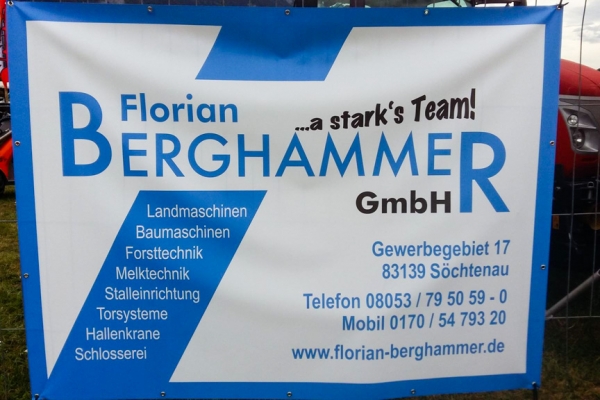 Florian
...a stark's Team!
BERGHAMMER
GmbH
Landmaschinen
Baumaschinen
Forsttechnik
Melktechnik
Stalleinrichtung
Torsysteme
Hallenkrane
Schlosserei
Gewerbegebiet 17
83139 Söchtenau
Telefon 08053 / 79 50 59 - 0
Mobil 0170 / 54 793 20
www.florian-berghammer.de